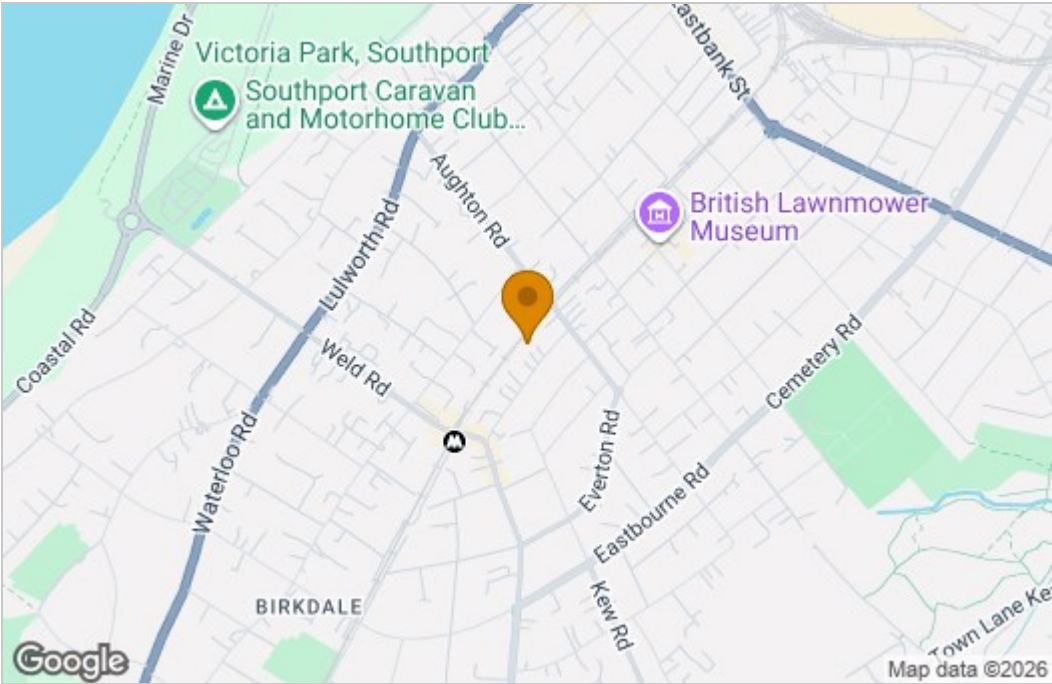 Marine Dr
Victoria Park, Southport
Southport Caravan
and Motorhome Club...
Eastbank St
Aughton Rd
British Lawnmower
Museum
Lulworth Rd
Coastal Rd
Weld Rd
Cemetery Rd
Waterloo Rd
Everton Rd
Eastbourne Rd
BIRKDALE
Kew Rd
Town Lane Ke
Google
Map data ©2026